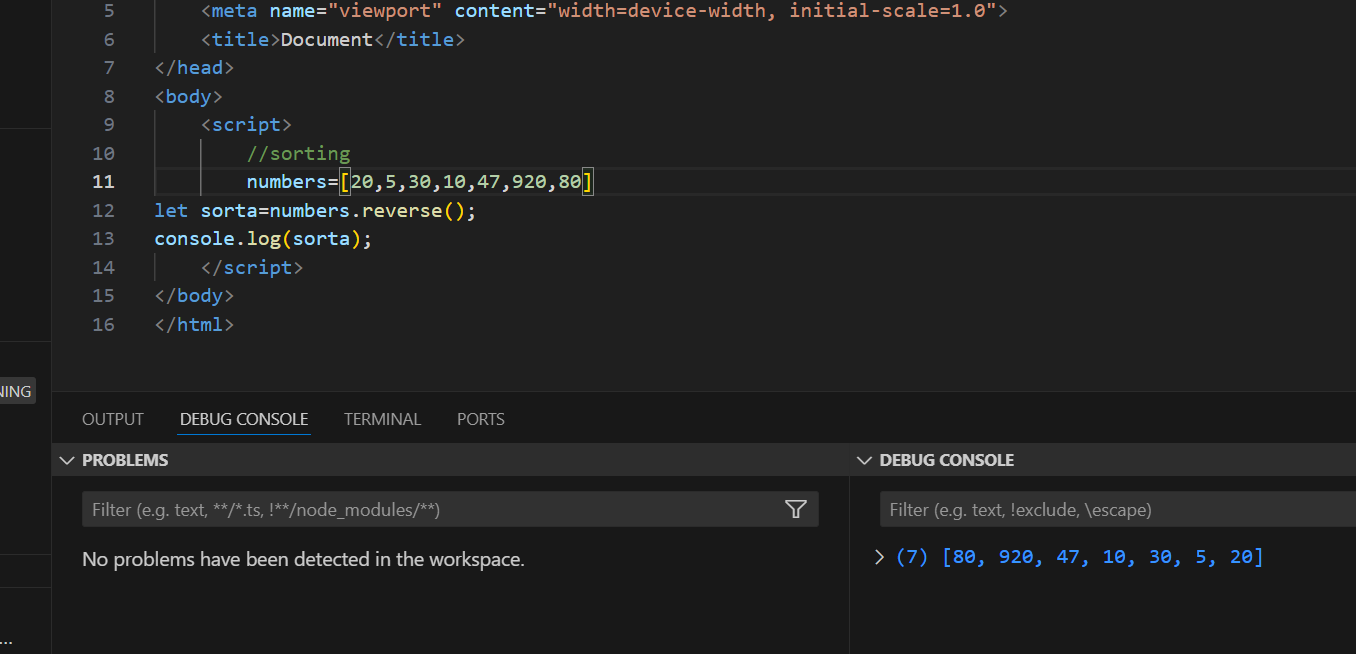 5 <meta name="viewport" content="width=device-width, initial-scale=1.0">
6 <title>Document</title>
7 </head>
8 <body>
9 <script>
10 //sorting
11 numbers=[20,5,30,10,47,920,80]
12 let sorta=numbers.reverse();
13 console.log(sorta);
14 </script>
15 </body>
16 </html>
NING
OUTPUT DEBUG CONSOLE TERMINAL PORTS
PROBLEMS
Filter (e.g. text, **/*.ts, !**/node_modules/**)
No problems have been detected in the workspace.
DEBUG CONSOLE
Filter (e.g. text, !exclude, \escape)
(7) [80, 920, 47, 10, 30, 5, 20]
...